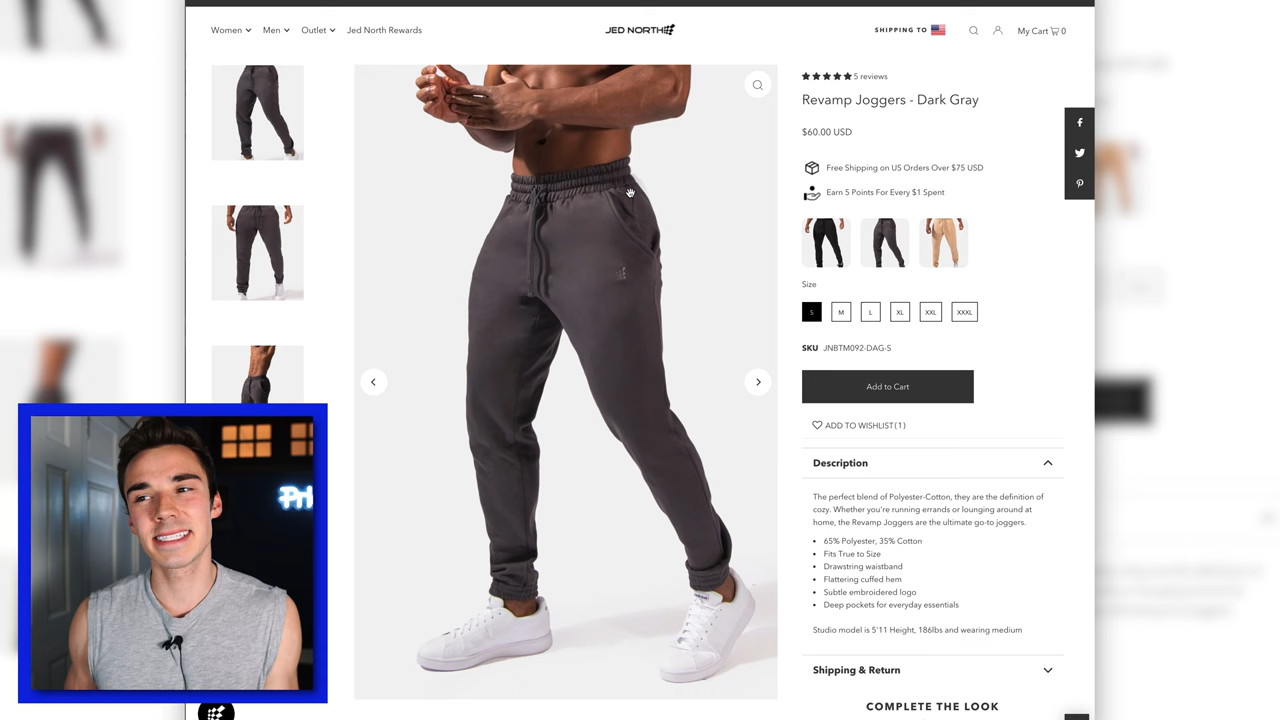 Women Men Outlet Jed North Rewards JED NORTH SHIPPING TO My Cart 0
5 reviews
Revamp Joggers - Dark Gray
$60.00 USD
Free Shipping on US Orders Over $75 USD
Earn 5 Points For Every $1 Spent
Size
S M L XL XXL XXXL
SKU JNBTM092-DAG-S
Add to Cart
ADD TO WISHLIST(1)
Description
The perfect blend of Polyester-Cotton, they are the definition of
cozy. Whether you're running errands or lounging around at
home, the Revamp Joggers are the ultimate go-to joggers.
• 65% Polyester, 35% Cotton
• Fits True to Size
• Drawstring waistband
• Flattering cuffed hem
• Subtle embroidered logo
• Deep pockets for everyday essentials
Studio model is 5'11 Height, 186lbs and wearing medium
Shipping & Return
COMPLETE THE LOOK
Pri